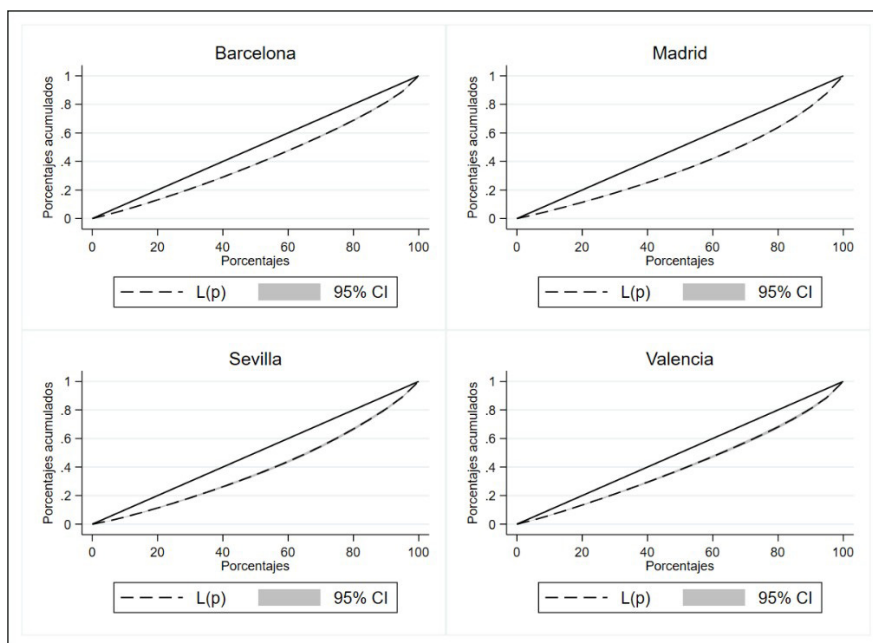 Barcelona
Porcentajes acumulados
1
.8
.6
.4
.2
0
0 20 40 60 80 100
Porcentajes
L(p) 95% CI
Madrid
Porcentajes acumulados
1
.8
.6
.4
.2
0
0 20 40 60 80 100
Porcentajes
L(p) 95% CI
Sevilla
Porcentajes acumulados
1
.8
.6
.4
.2
0
0 20 40 60 80 100
Porcentajes
L(p) 95% CI
Valencia
Porcentajes acumulados
1
.8
.6
.4
.2
0
0 20 40 60 80 100
Porcentajes
L(p) 95% CI